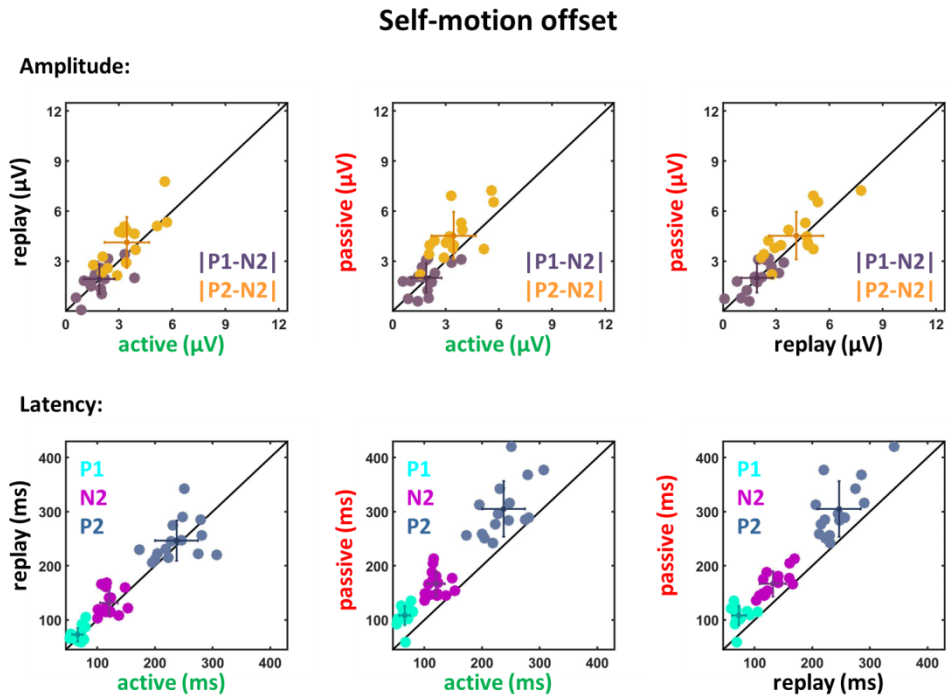 Self-motion offset
Amplitude:
replay (µV)
12
9
6
3
0
0 3 6 9 12
active (µV)
|P1-N2|
|P2-N2|
passive (µV)
12
9
6
3
0
0 3 6 9 12
active (µV)
|P1-N2|
|P2-N2|
passive (µV)
12
9
6
3
0
0 3 6 9 12
replay (µV)
|P1-N2|
|P2-N2|
Latency:
replay (ms)
400
300
200
100
100 200 300 400
active (ms)
P1
N2
P2
passive (ms)
400
300
200
100
100 200 300 400
active (ms)
P1
N2
P2
passive (ms)
400
300
200
100
100 200 300 400
replay (ms)
P1
N2
P2